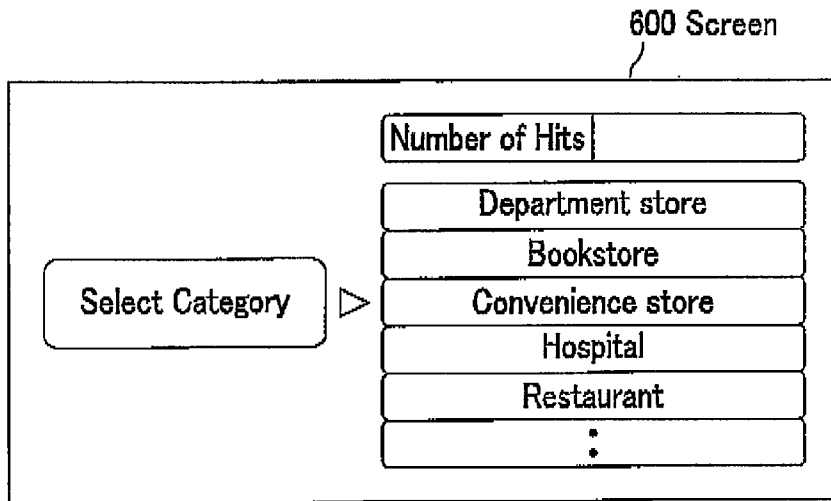 600 Screen
Number of Hits
Department store
Bookstore
Select Category
Convenience store
Hospital
Restaurant